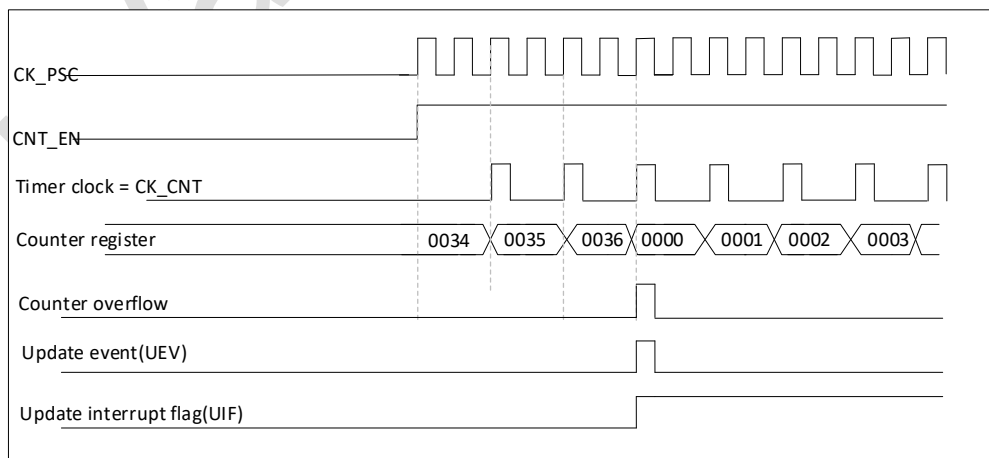 CK_PSC
CNT_EN
Timer clock = CK_CNT
Counter register
0034 0035 0036 0000 0001 0002 0003
Counter overflow
Update event(UEV)
Update interrupt flag(UIF)